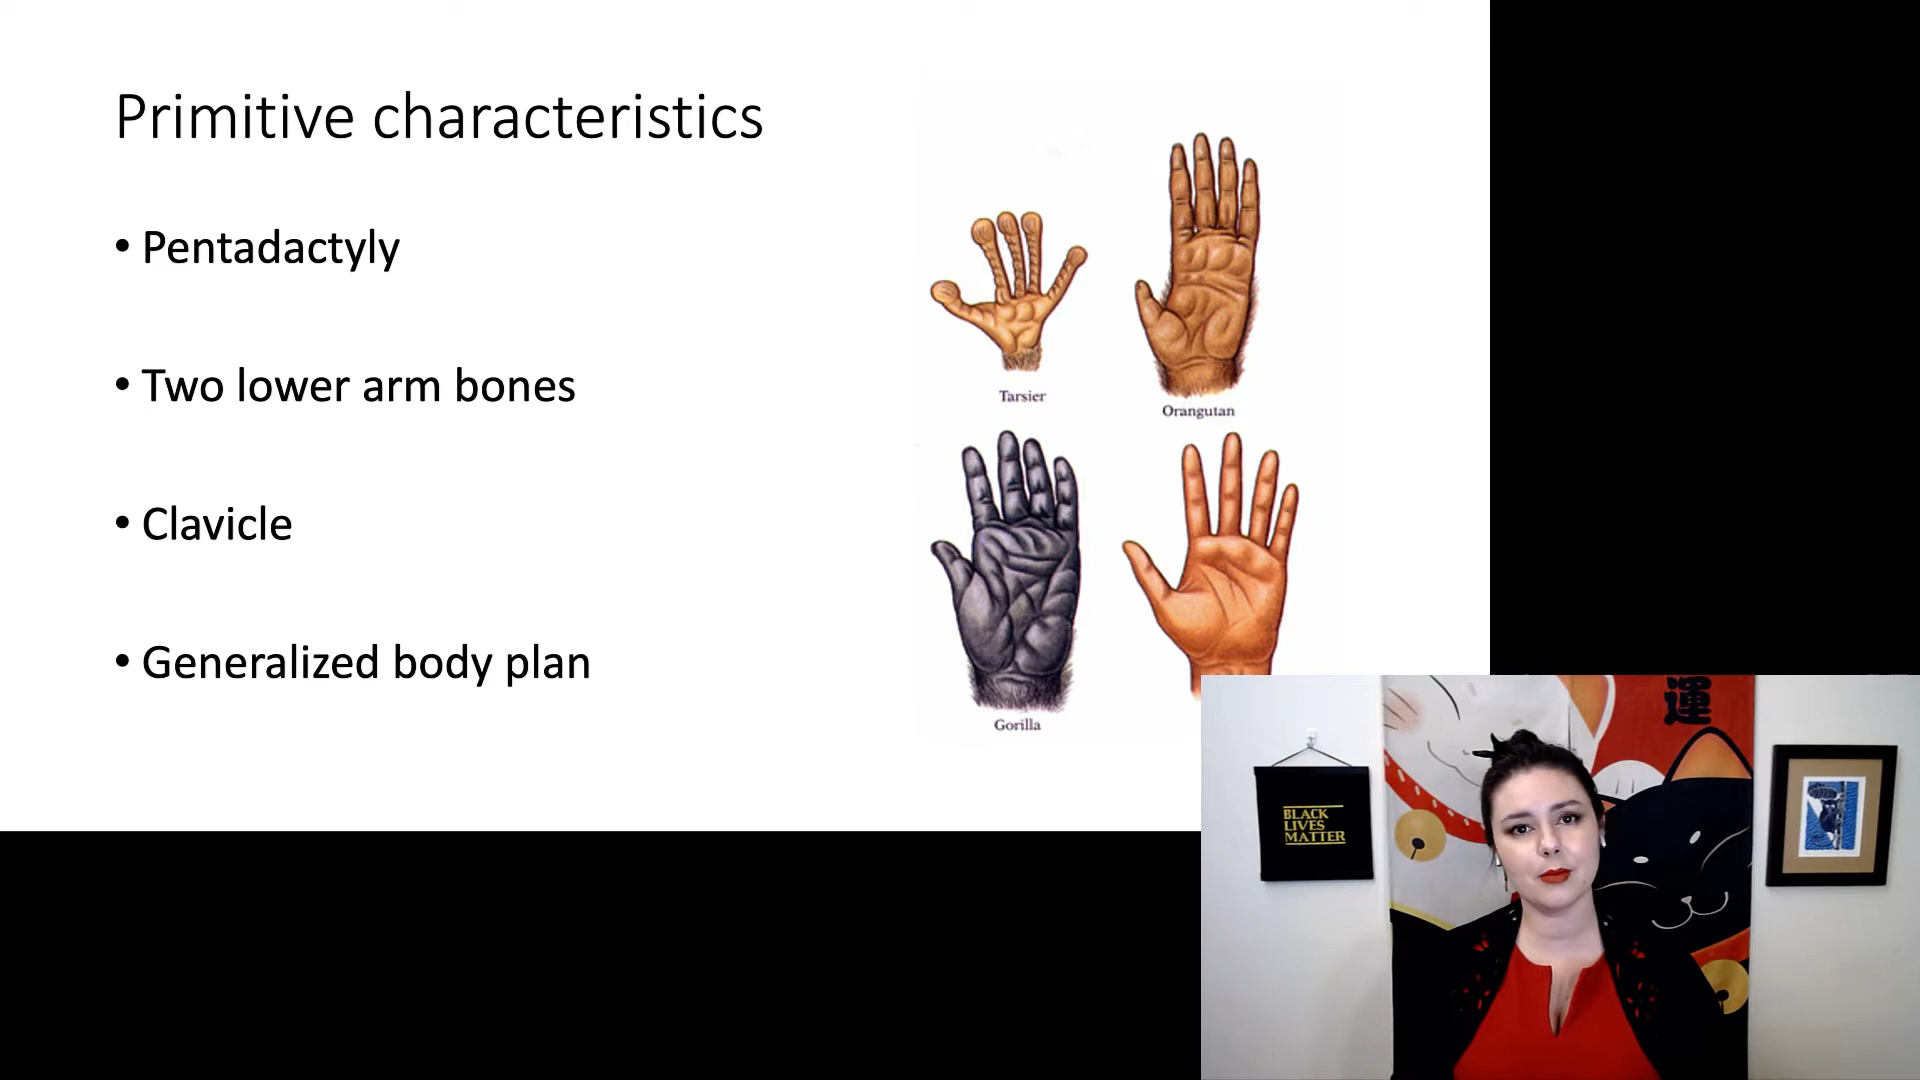 Primitive characteristics
• Pentadactyly
• Two lower arm bones
• Clavicle
• Generalized body plan
Tarsier
Orangutan
Gorilla
運
BLACK
LIVES
MATTER